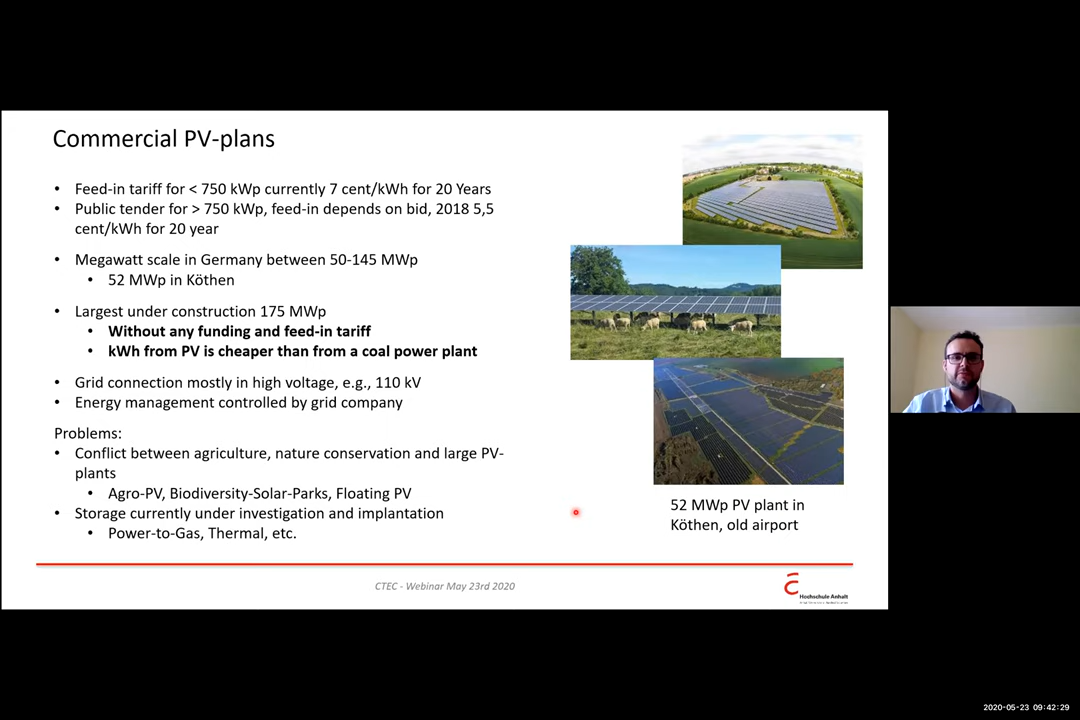 Commercial PV-plans
• Feed-in tariff for < 750 kWp currently 7 cent/kWh for 20 Years
• Public tender for > 750 kWp, feed-in depends on bid, 2018 5,5
cent/kWh for 20 year
• Megawatt scale in Germany between 50-145 MWp
• 52 MWp in Köthen
• Largest under construction 175 MWp
• Without any funding and feed-in tariff
• kWh from PV is cheaper than from a coal power plant
• Grid connection mostly in high voltage, e.g., 110 kV
• Energy management controlled by grid company
Problems:
• Conflict between agriculture, nature conservation and large PV-
plants
• Agro-PV, Biodiversity-Solar-Parks, Floating PV
• Storage currently under investigation and implantation
• Power-to-Gas, Thermal, etc.
52 MWp PV plant in
Köthen, old airport
CTEC - Webinar May 23rd 2020
Hochschule Anhalt
2020-05-23 09:42:29